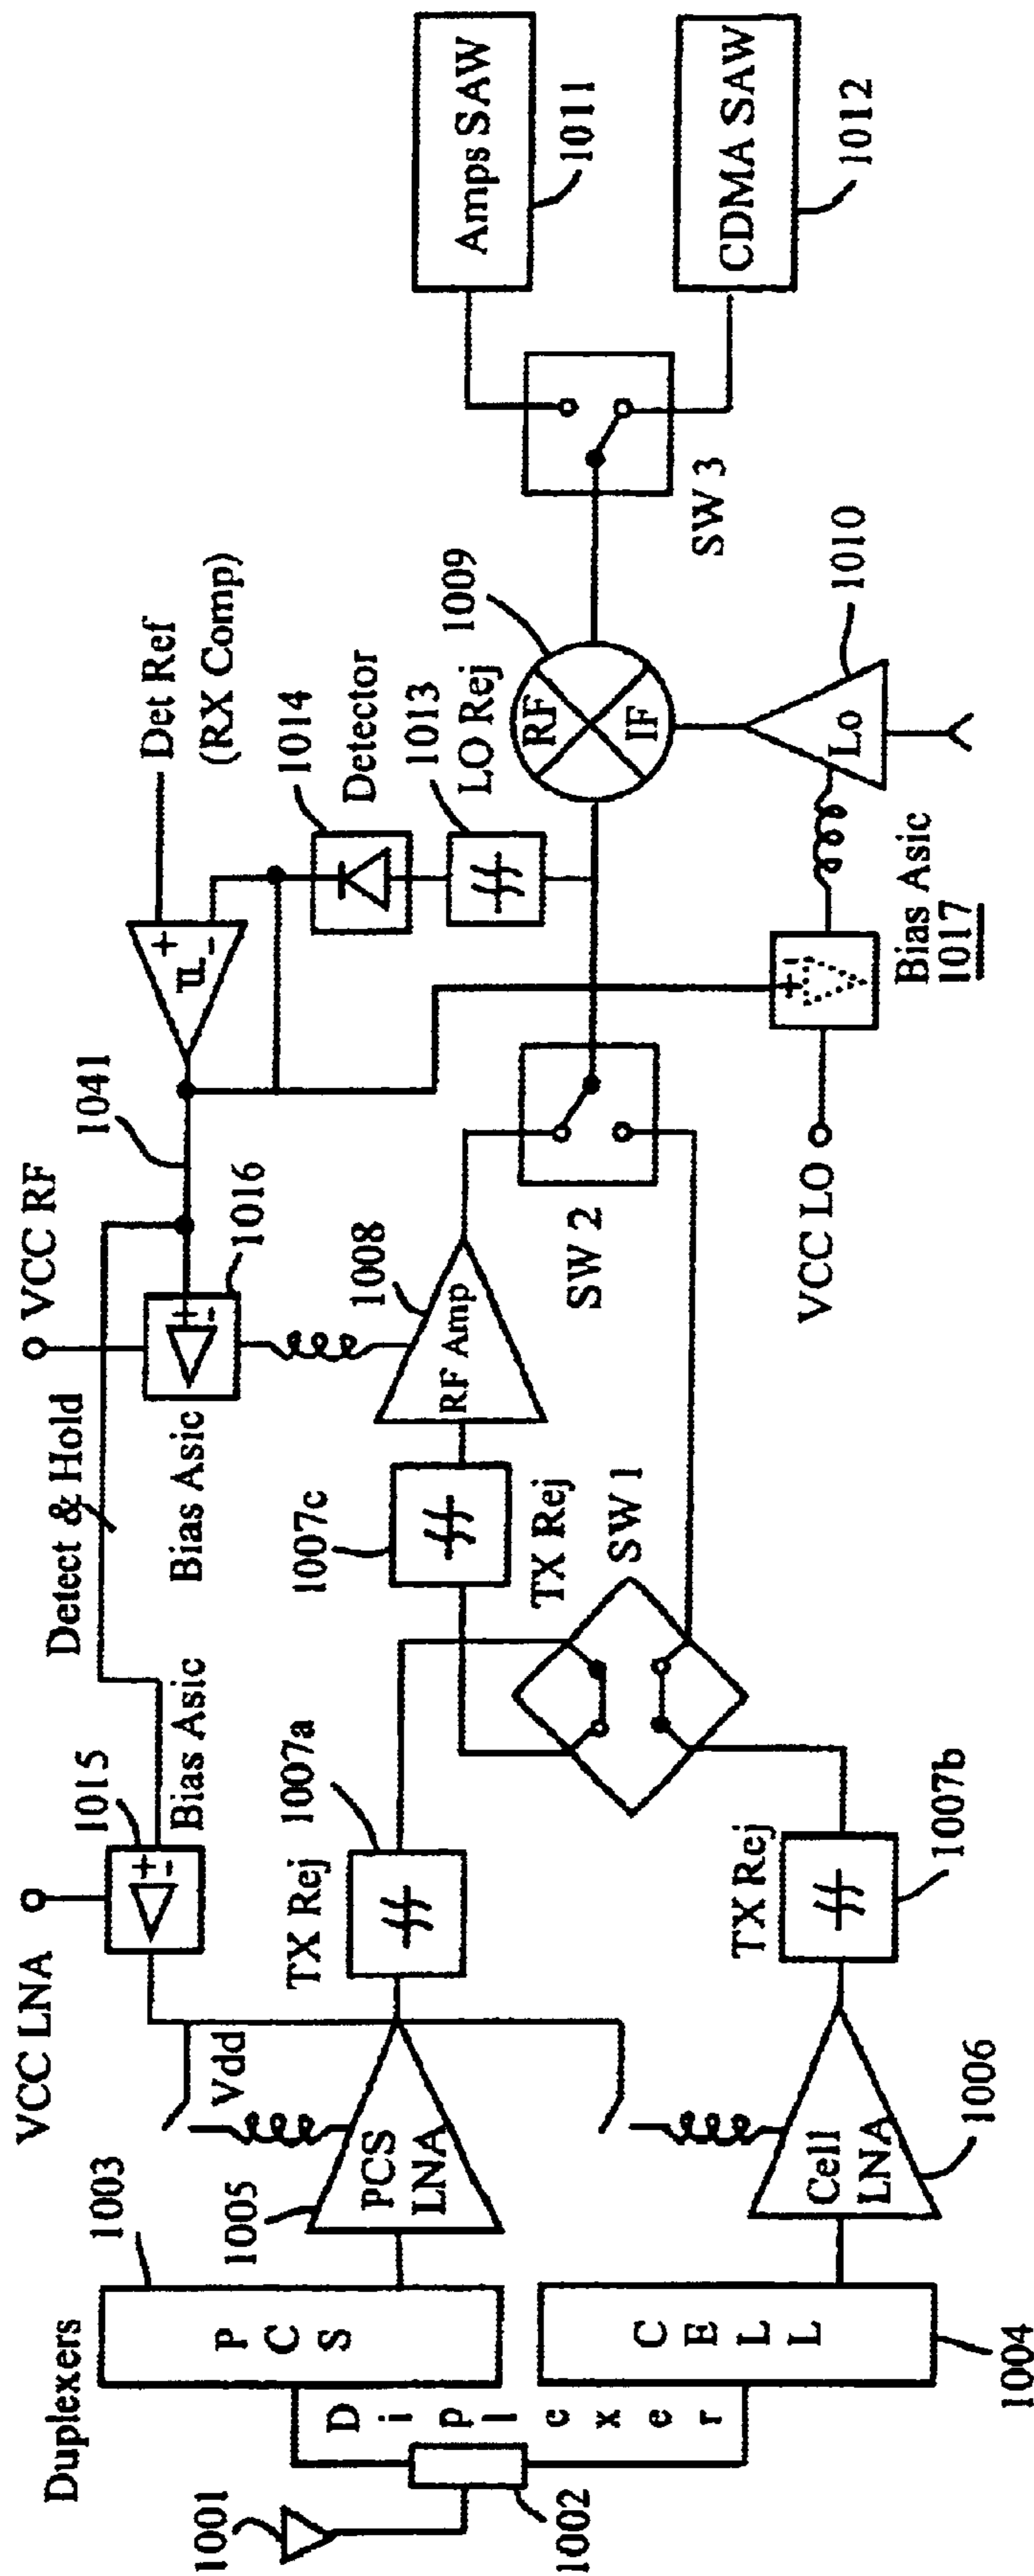 Duplexers
1001
1002
Diplexer
1003
PCS
CELL
1004
VCC LNA
1005
PCS
LNA
Vdd
Cell
LNA
1006
1015
+
-
Bias Asic
TX Rej
1007a
TX Rej
1007b
Detect & Hold
VCC RF
1016
+
-
Bias Asic
1041
1007c
TX Rej
SW 1
RF Amp
1008
SW 2
Det Ref
(RX Comp)
+
-
u
1014
Detector
1013
LO Rej
1009
RF
IF
VCC LO
+
-
Bias Asic
1017
Lo
1010
SW 3
Amps SAW
1011
CDMA SAW
1012